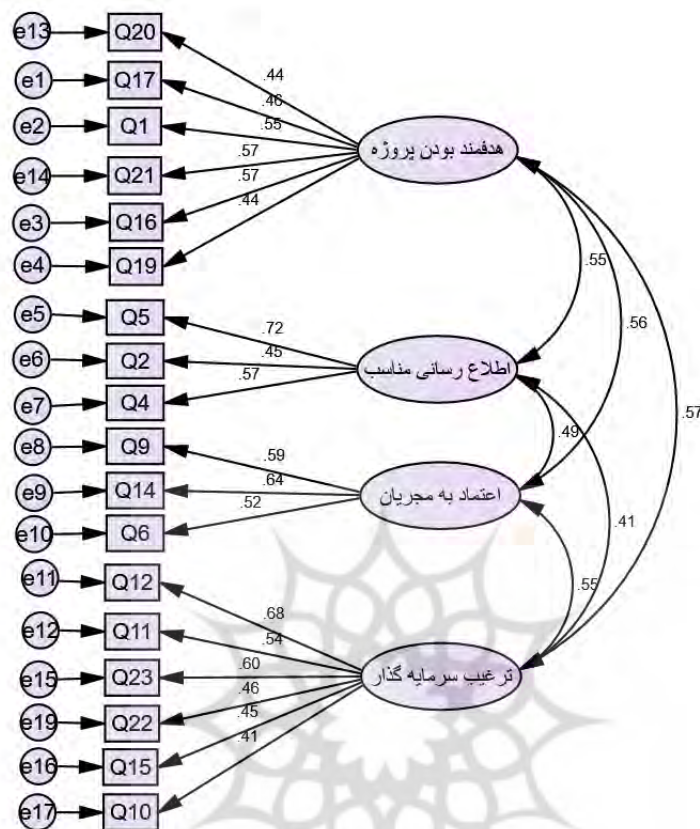 e13 Q20
.44
e1 Q17
.46
e2 Q1
.55
هدفمند بودن پروژه
e14 Q21
.57
e3 Q16
.57
e4 Q19
.44
.55
.56
.57
e5 Q5
.72
e6 Q2
.45
اطلاع رسانی مناسب
e7 Q4
.57
.49
e8 Q9
.59
e9 Q14
.64
اعتماد به مجریان
e10 Q6
.52
.41
.55
e11 Q12
.68
e12 Q11
.54
e15 Q23
.60
ترغیب سرمایه گذار
e19 Q22
.46
e16 Q15
.45
e17 Q10
.41